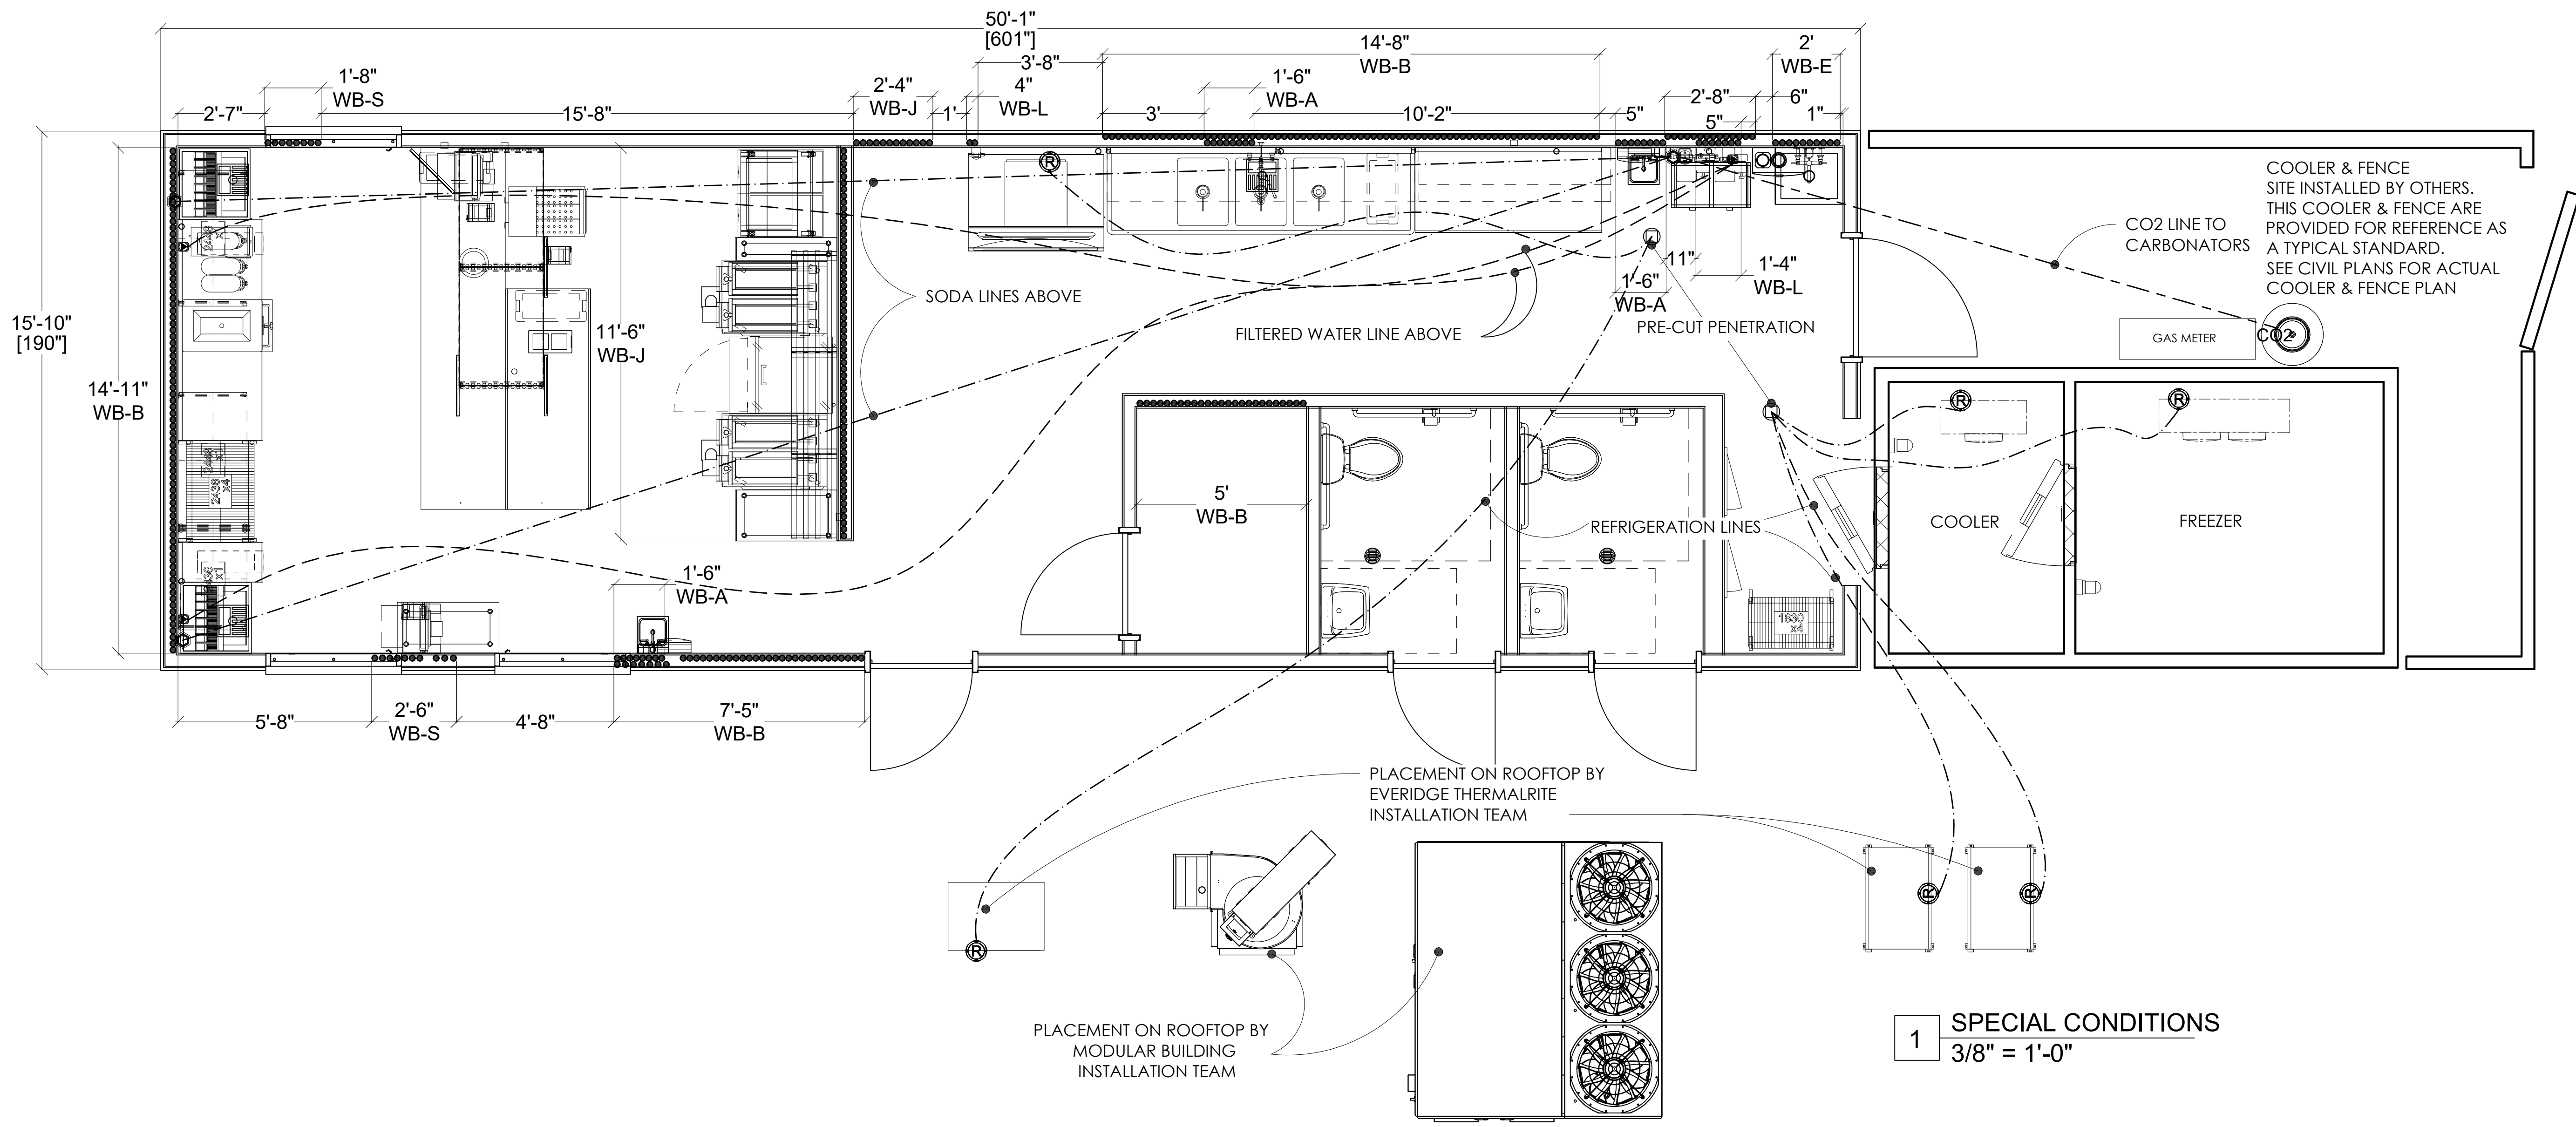 50'-1"
[601"]
14'-8"
WB-B
2'
WB-E
3'-8"
1'-8"
WB-S
2'-4"
WB-J
4"
WB-L
1'-6"
WB-A
2'-8"
6"
2'-7"
15'-8"
1'
3'
10'-2"
5"
5"
1"
15'-10"
[190"]
14'-11"
WB-B
11'-6"
WB-J
R
SODA LINES ABOVE
FILTERED WATER LINE ABOVE
11"
1'-6"
WB-A
1'-4"
WB-L
PRE-CUT PENETRATION
CO2 LINE TO
CARBONATORS
COOLER & FENCE
SITE INSTALLED BY OTHERS.
THIS COOLER & FENCE ARE
PROVIDED FOR REFERENCE AS
A TYPICAL STANDARD.
SEE CIVIL PLANS FOR ACTUAL
COOLER & FENCE PLAN
GAS METER
CO2
R
R
COOLER
FREEZER
2448
x1
2436
x4
5'
WB-B
REFRIGERATION LINES
1830
x4
1'-6"
WB-A
5'-8"
2'-6"
WB-S
4'-8"
7'-5"
WB-B
PLACEMENT ON ROOFTOP BY
EVERIDGE THERMALRITE
INSTALLATION TEAM
R
R
R
PLACEMENT ON ROOFTOP BY
MODULAR BUILDING
INSTALLATION TEAM
1
SPECIAL CONDITIONS
3/8" = 1'-0"